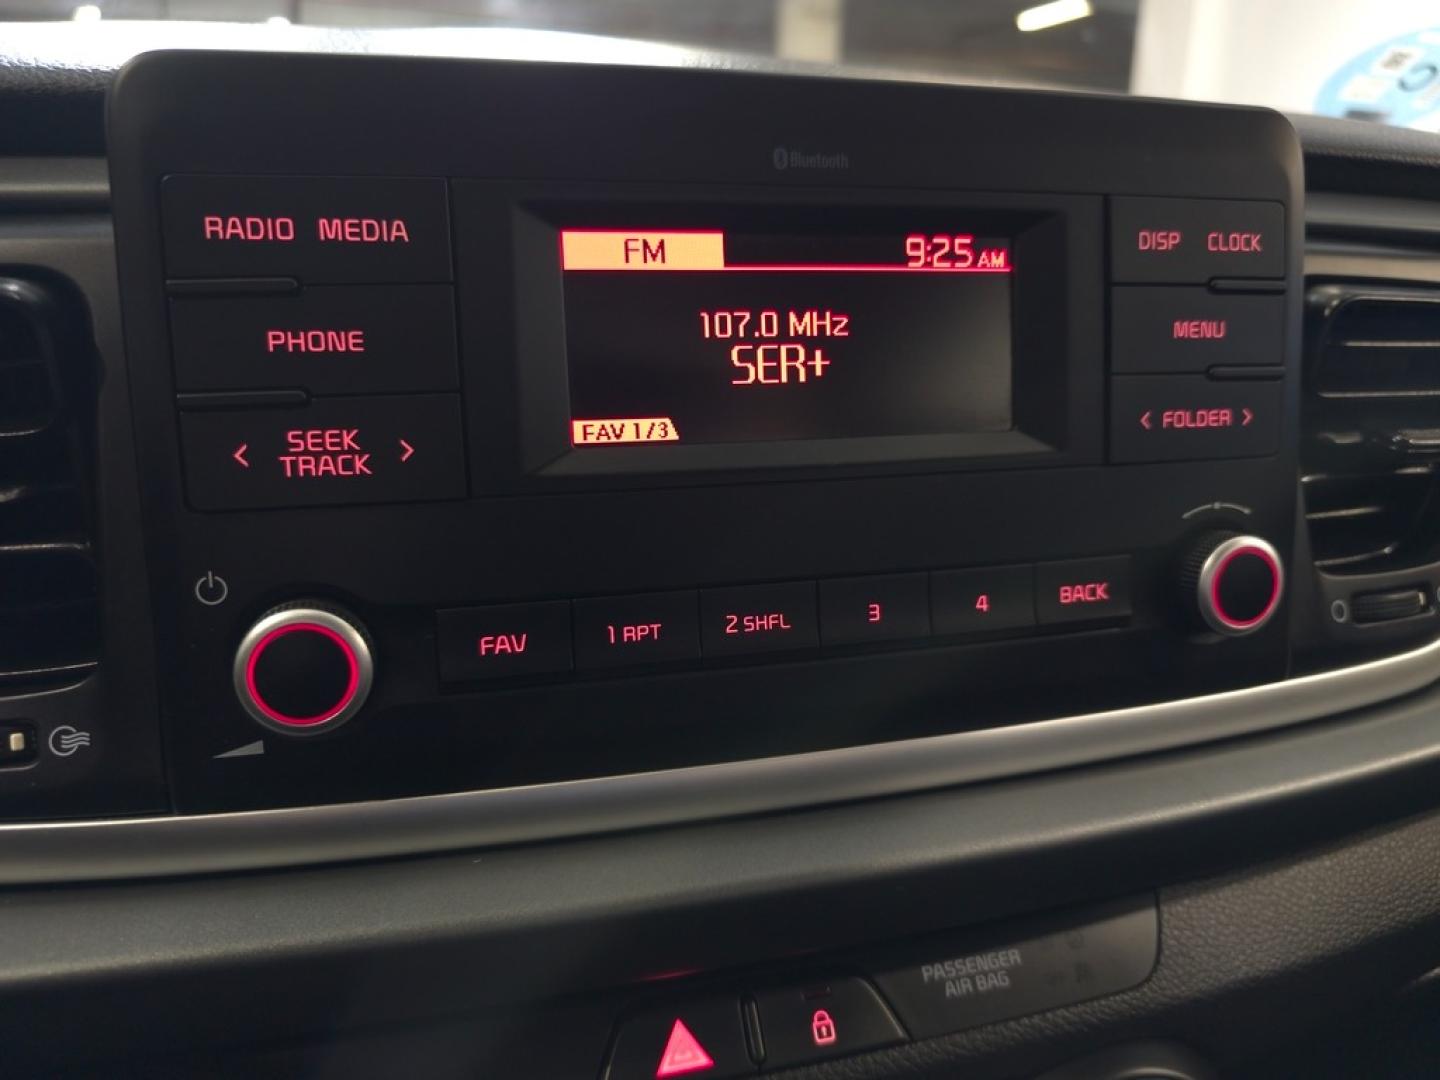 Bluetooth
RADIO MEDIA
PHONE
< SEEK TRACK >
FM 9:25 AM
107.0 MHz
SER+
FAV 1/3
DISP CLOCK
MENU
< FOLDER >
FAV 1 RPT 2 SHFL 3 4 BACK
PASSENGER
AIR BAG